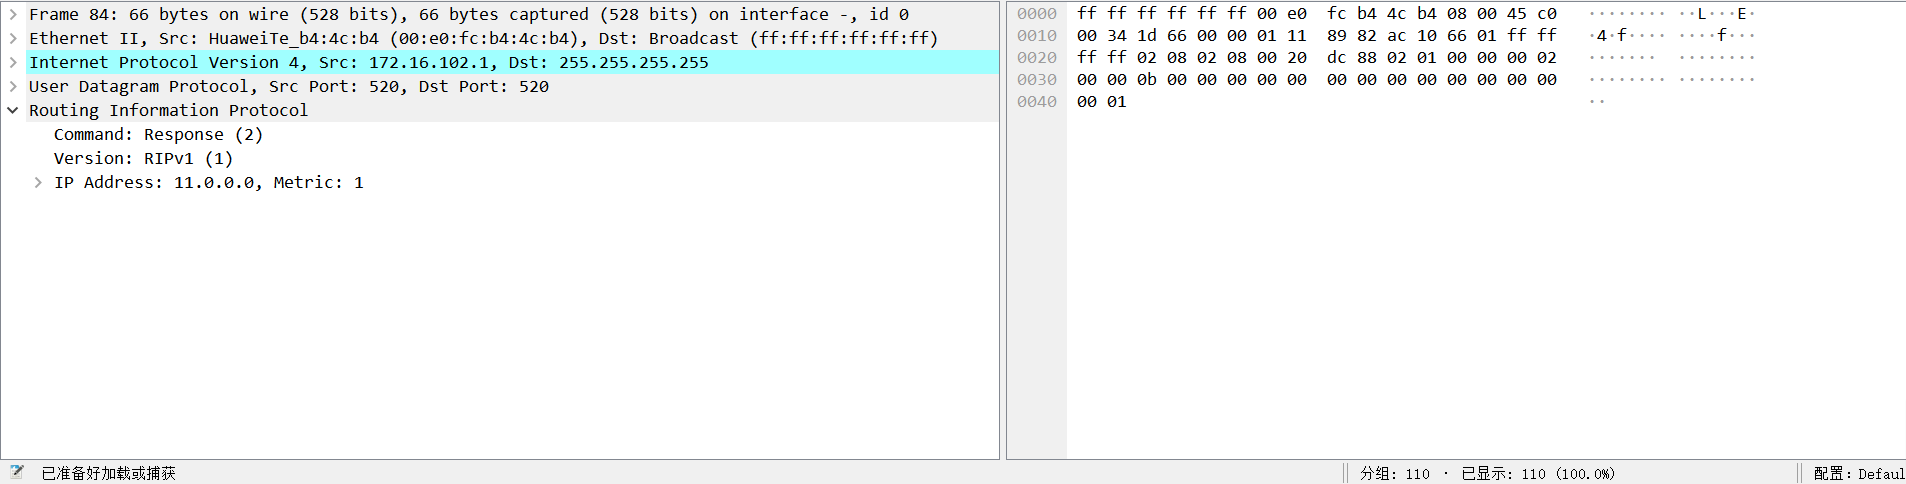 Frame 84: 66 bytes on wire (528 bits), 66 bytes captured (528 bits) on interface -, id 0
Ethernet II, Src: HuaweiTe_b4:4c:b4 (00:e0:fc:b4:4c:b4), Dst: Broadcast (ff:ff:ff:ff:ff:ff)
Internet Protocol Version 4, Src: 172.16.102.1, Dst: 255.255.255.255
User Datagram Protocol, Src Port: 520, Dst Port: 520
Routing Information Protocol
Command: Response (2)
Version: RIPv1 (1)
IP Address: 11.0.0.0, Metric: 1
0000 ff ff ff ff ff ff 00 e0 fc b4 4c b4 08 00 45 c0 ········ ··L···E·
0010 00 34 1d 66 00 00 01 11 89 82 ac 10 66 01 ff ff ·4·f···· ····f···
0020 ff ff 02 08 02 08 00 20 dc 88 02 01 00 00 00 02 ·······  ········
0030 00 00 0b 00 00 00 00 00 00 00 00 00 00 00 00 00 ········ ········
0040 00 01 ··
已准备好加载或捕获
分组: 110 · 已显示: 110 (100.0%)
配置: Defaul